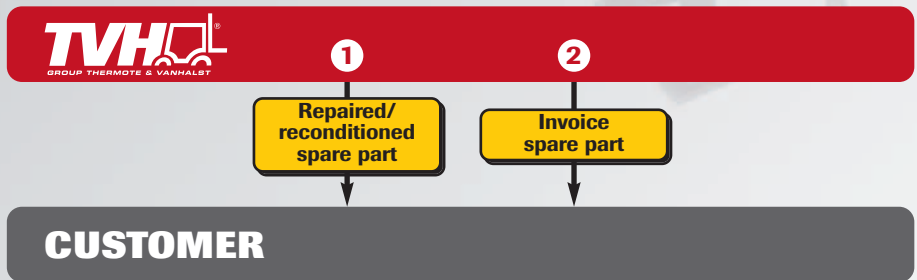 TVH®
GROUP THERMOTE & VANHALST
1
2
Repaired/
reconditioned
spare part
Invoice
spare part
CUSTOMER